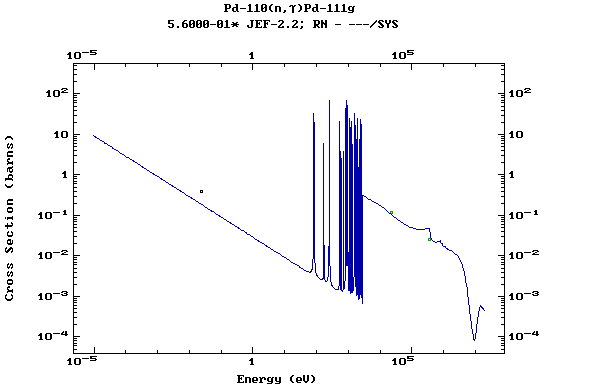 Pd-110(n,γ)Pd-111g
5.6000-01* JEF-2.2; RN - ---/SYS
10⁻⁵ 1 10⁵
10² 10²
10 10
1 1
10⁻¹ 10⁻¹
10⁻² 10⁻²
10⁻³ 10⁻³
10⁻⁴ 10⁻⁴
Cross Section (barns)
10⁻⁵ 1 10⁵
Energy (eV)